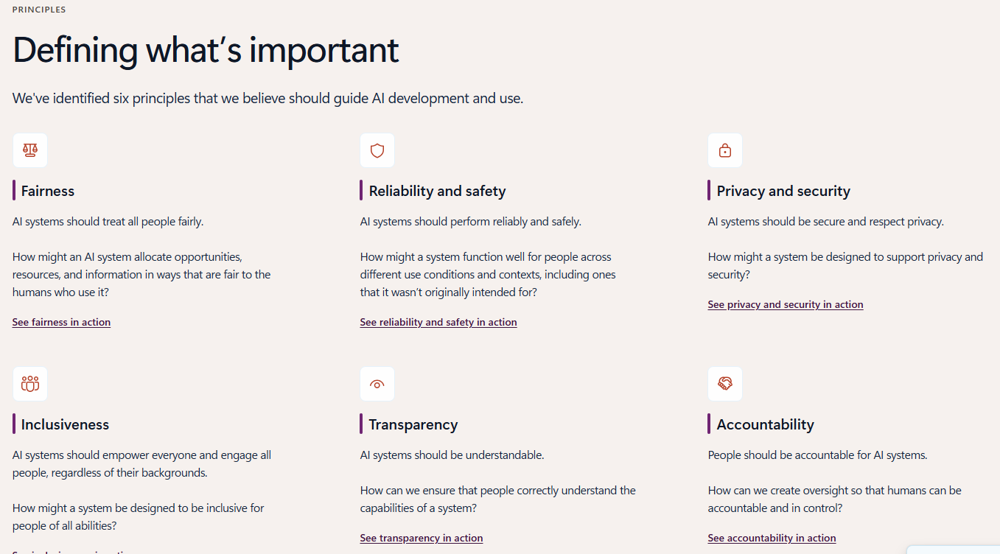 PRINCIPLES
Defining what’s important
We've identified six principles that we believe should guide AI development and use.
Fairness
AI systems should treat all people fairly.
How might an AI system allocate opportunities,
resources, and information in ways that are fair to the
humans who use it?
See fairness in action
Reliability and safety
AI systems should perform reliably and safely.
How might a system function well for people across
different use conditions and contexts, including ones
that it wasn’t originally intended for?
See reliability and safety in action
Privacy and security
AI systems should be secure and respect privacy.
How might a system be designed to support privacy and
security?
See privacy and security in action
Inclusiveness
AI systems should empower everyone and engage all
people, regardless of their backgrounds.
How might a system be designed to be inclusive for
people of all abilities?
Transparency
AI systems should be understandable.
How can we ensure that people correctly understand the
capabilities of a system?
See transparency in action
Accountability
People should be accountable for AI systems.
How can we create oversight so that humans can be
accountable and in control?
See accountability in action